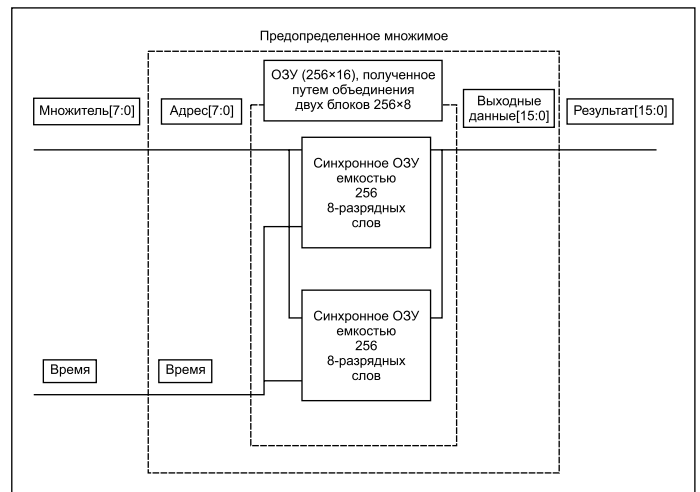 Предопределенное множимое
ОЗУ (256×16), полученное
путем объединения
двух блоков 256×8
Множитель[7:0]
Адрес[7:0]
Выходные
данные[15:0]
Результат[15:0]
Синхронное ОЗУ
емкостью
256
8-разрядных
слов
Синхронное ОЗУ
емкостью
256
8-разрядных
слов
Время
Время